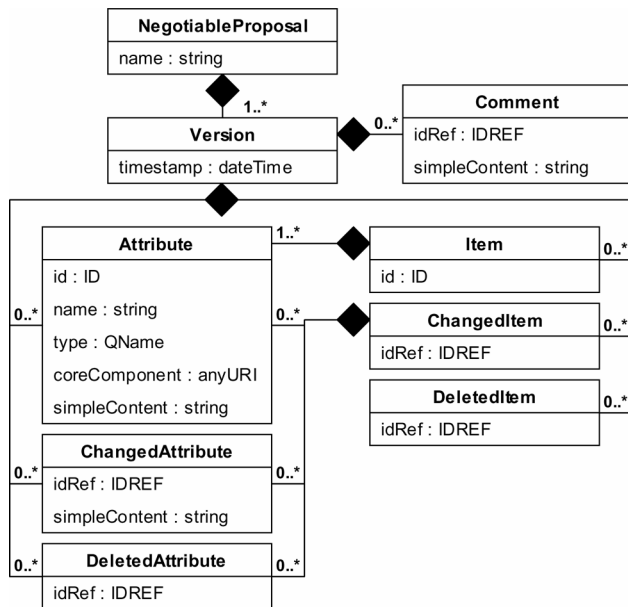 NegotiableProposal
name : string
1..*
Version
timestamp : dateTime
0..*
Comment
idRef : IDREF
simpleContent : string
Attribute
id : ID
name : string
type : QName
coreComponent : anyURI
simpleContent : string
0..*
1..*
0..*
Item
id : ID
0..*
ChangedItem
idRef : IDREF
0..*
DeletedItem
idRef : IDREF
0..*
ChangedAttribute
idRef : IDREF
simpleContent : string
0..*
0..*
DeletedAttribute
idRef : IDREF
0..*
0..*